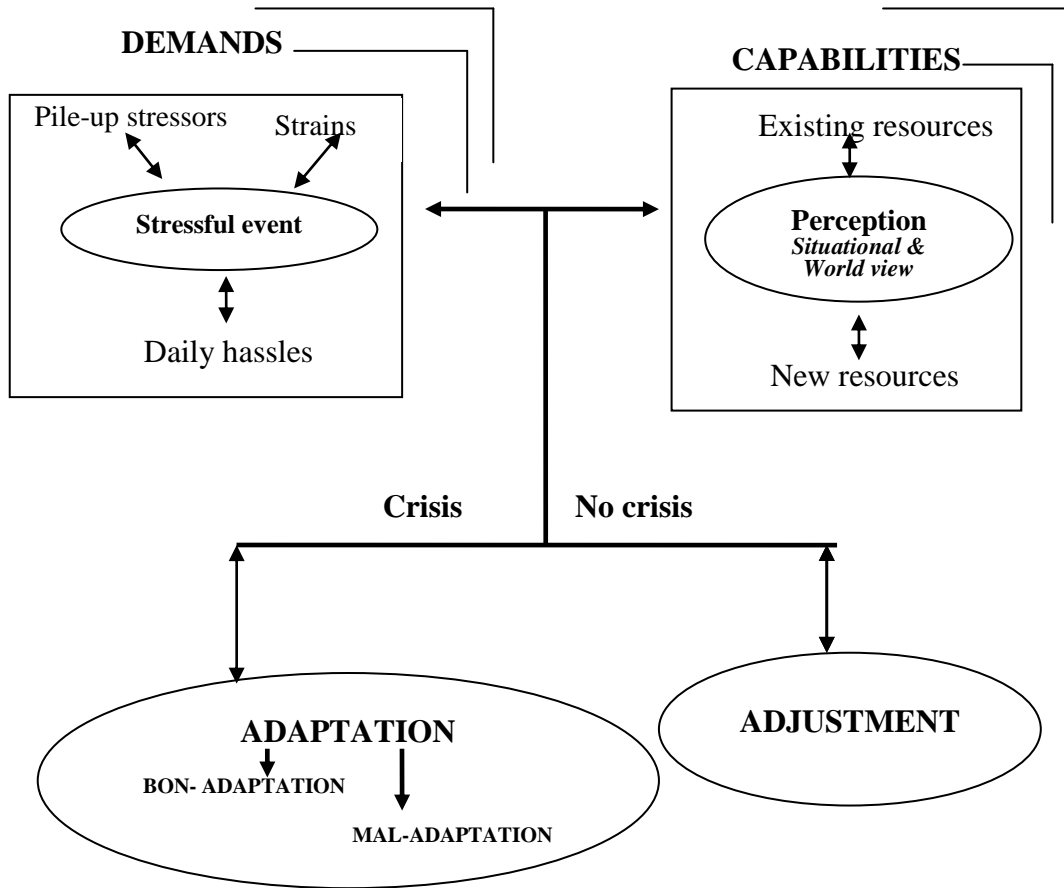 DEMANDS
CAPABILITIES
Pile-up stressors
Strains
Stressful event
Daily hassles
Existing resources
Perception
Situational &
World view
New resources
Crisis
No crisis
ADAPTATION
BON- ADAPTATION
MAL-ADAPTATION
ADJUSTMENT